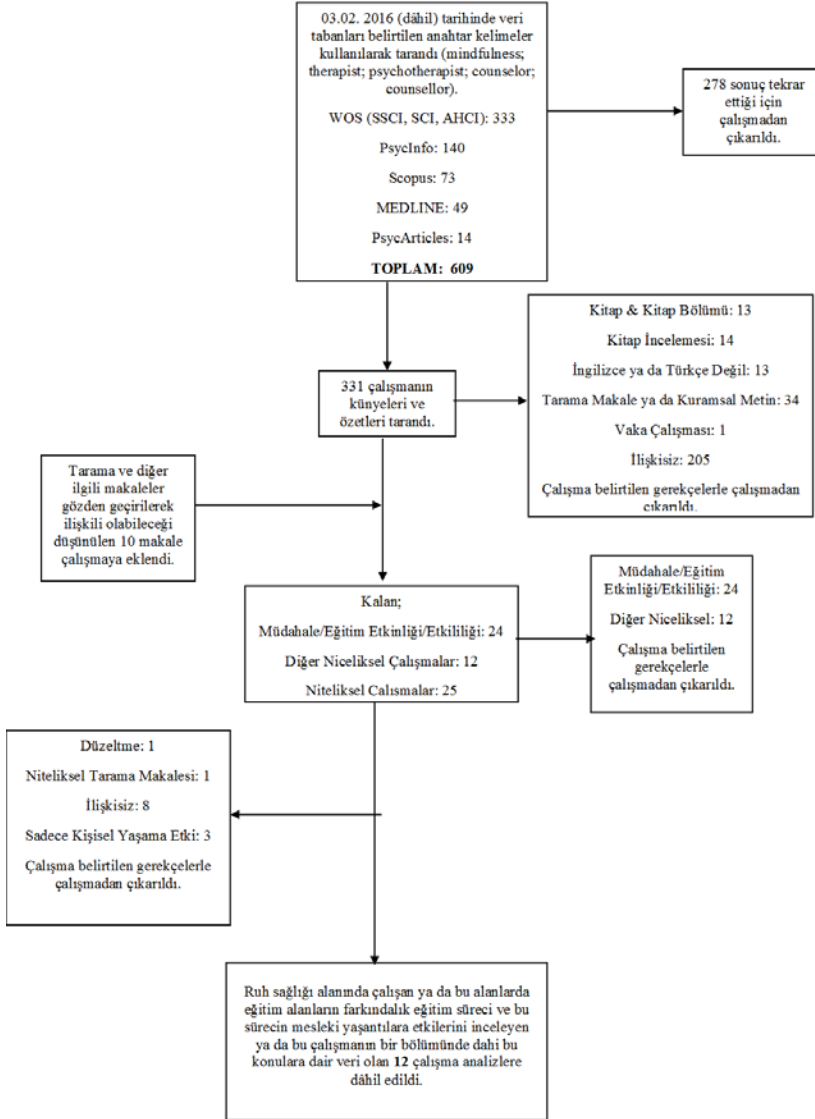 03.02. 2016 (dâhil) tarihinde veri
tabanları belirtilen anahtar kelimeler
kullanılarak tarandı (mindfulness;
therapist; psychotherapist; counselor;
counsellor).
WOS (SSCI, SCI, AHCI): 333
PsycInfo: 140
Scopus: 73
MEDLINE: 49
PsycArticles: 14
TOPLAM: 609
278 sonuç tekrar
ettiği için
çalışmadan
çıkarıldı.
Kitap & Kitap Bölümü: 13
Kitap İncelemesi: 14
İngilizce ya da Türkçe Değil: 13
Tarama Makale ya da Kuramsal Metin: 34
Vaka Çalışması: 1
İlişkisiz: 205
Çalışma belirtilen gerekçelerle çalışmadan
çıkarıldı.
331 çalışmanın
künyeleri ve
özetleri tarandı.
Tarama ve diğer
ilgili makaleler
gözden geçirilerek
ilişkili olabileceği
düşünülen 10 makale
çalışmaya eklendi.
Kalan;
Müdahale/Eğitim Etkinliği/Etkililiği: 24
Diğer Niceliksel Çalışmalar: 12
Niteliksel Calısmalar: 25
Müdahale/Eğitim
Etkinliği/Etkililiği: 24
Diğer Niceliksel: 12
Çalışma belirtilen
gerekçelerle
çalışmadan çıkarıldı.
Düzeltme: 1
Niteliksel Tarama Makalesi: 1
İlişkisiz: 8
Sadece Kişisel Yaşama Etki: 3
Çalışma belirtilen gerekçelerle
çalışmadan çıkarıldı.
Ruh sağlığı alanında çalışan ya da bu alanlarda
eğitim alanların farkındalık eğitim süreci ve bu
sürecin mesleki yaşantılara etkilerini inceleyen
ya da bu çalışmanın bir bölümünde dahi bu
konulara dair veri olan 12 çalışma analizlere
dâhil edildi.